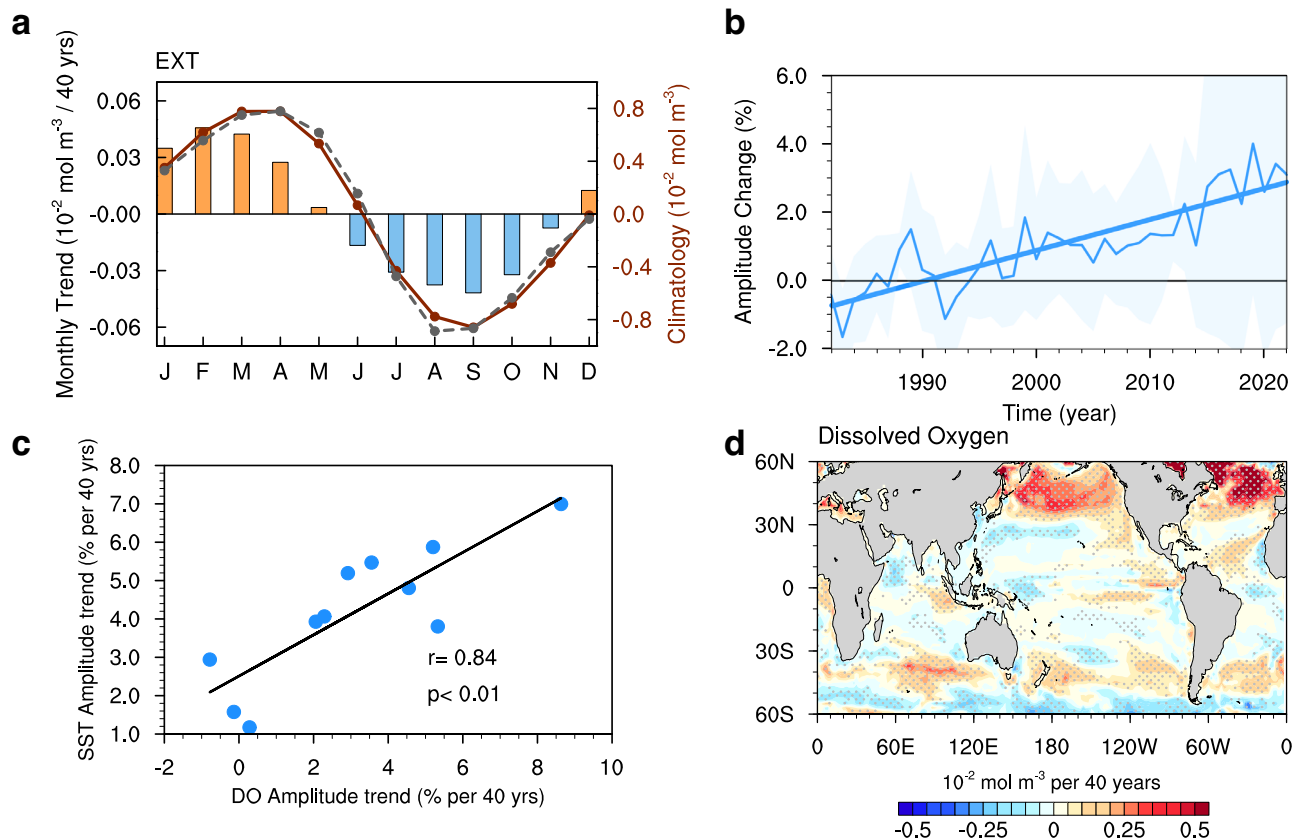 a
EXT
Monthly Trend (10⁻² mol m⁻³ / 40 yrs)
0.06
0.03
-0.00
-0.03
-0.06
0.8
0.4
0.0
-0.4
-0.8
Climatology (10⁻² mol m⁻³)
J F M A M J J A S O N D
b
Amplitude Change (%)
6.0
4.0
2.0
0.0
-2.0
1990 2000 2010 2020
Time (year)
c
SST Amplitude trend (% per 40 yrs)
8.0
7.0
6.0
5.0
4.0
3.0
2.0
1.0
r= 0.84
p< 0.01
-2 0 2 4 6 8 10
DO Amplitude trend (% per 40 yrs)
d
Dissolved Oxygen
60N
30N
0
30S
60S
0 60E 120E 180 120W 60W 0
10⁻² mol m⁻³ per 40 years
-0.5 -0.25 0 0.25 0.5